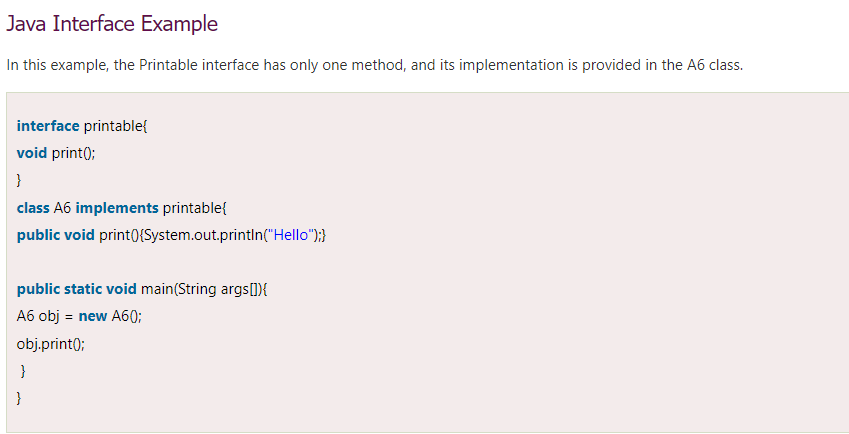 Java Interface Example
In this example, the Printable interface has only one method, and its implementation is provided in the A6 class.
interface printable{
void print();
}
class A6 implements printable{
public void print(){System.out.println("Hello");}
public static void main(String args[]){
A6 obj = new A6();
obj.print();
}
}